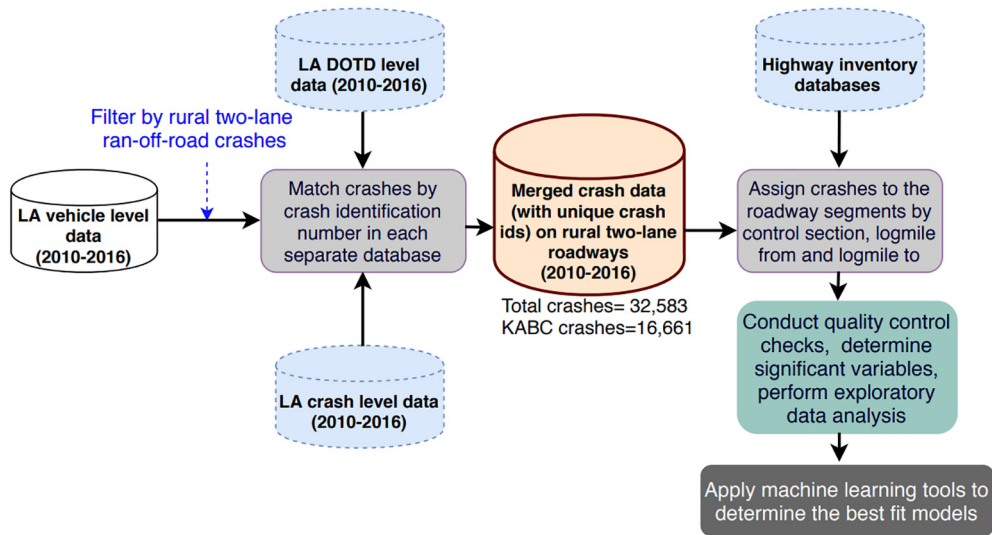 LA DOTD level
data (2010-2016)
Highway inventory
databases
Filter by rural two-lane
ran-off-road crashes
LA vehicle level
data
(2010-2016)
Match crashes by
crash identification
number in each
separate database
Merged crash data
(with unique crash
ids) on rural two-lane
roadways
(2010-2016)
Total crashes= 32,583
KABC crashes=16,661
Assign crashes to the
roadway segments by
control section, logmile
from and logmile to
LA crash level data
(2010-2016)
Conduct quality control
checks, determine
significant variables,
perform exploratory
data analysis
Apply machine learning tools to
determine the best fit models